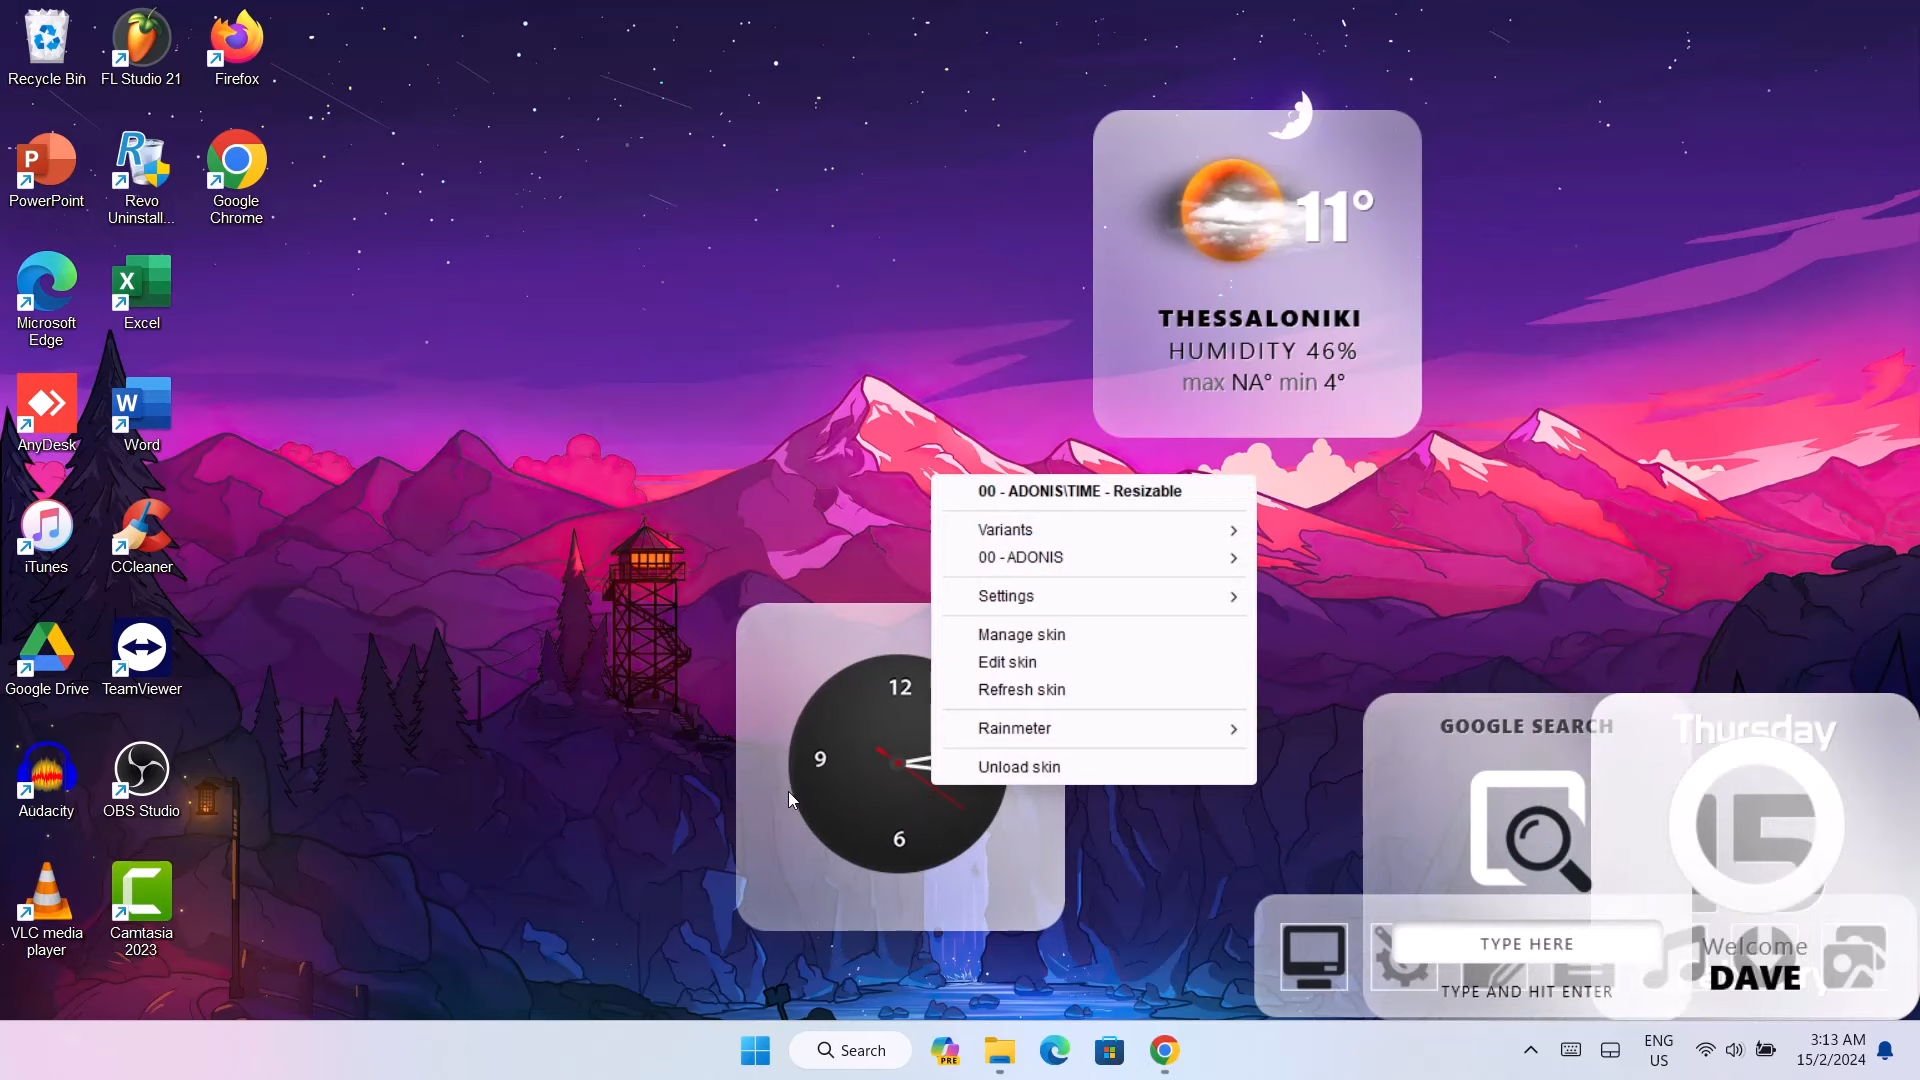 Recycle Bin
FL Studio 21
Firefox
PowerPoint
Revo
Uninstall...
Google
Chrome
Microsoft
Edge
Excel
AnyDesk
Word
iTunes
CCleaner
Google Drive
TeamViewer
Audacity
OBS Studio
VLC media
player
Camtasia
2023
11°
THESSALONIKI
HUMIDITY 46%
max NA° min 4°
00 - ADONIS\TIME - Resizable
Variants
00 - ADONIS
Settings
Manage skin
Edit skin
Refresh skin
Rainmeter
Unload skin
12
9
6
GOOGLE SEARCH
TYPE HERE
TYPE AND HIT ENTER
Thursday
15
Welcome
DAVE
Search
PRE
ENG
US
3:13 AM
15/2/2024